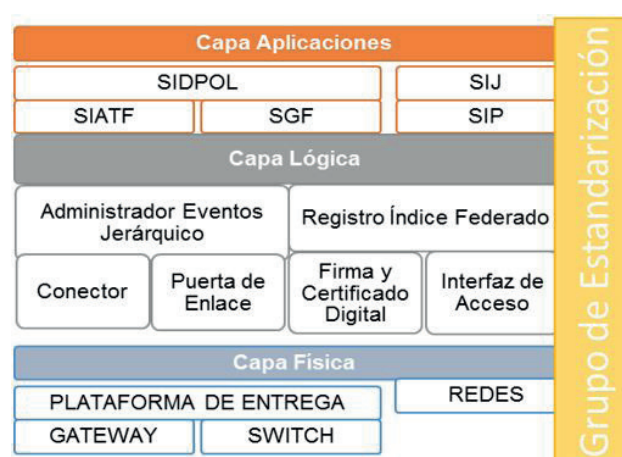 Capa Aplicaciones
SIDPOL
SIJ
SIATF
SGF
SIP
Capa Lógica
Administrador Eventos
Jerárquico
Registro Índice Federado
Conector
Puerta de
Enlace
Firma y
Certificado
Digital
Interfaz de
Acceso
Capa Física
PLATAFORMA DE ENTREGA
REDES
GATEWAY
SWITCH
Grupo de Estandarización